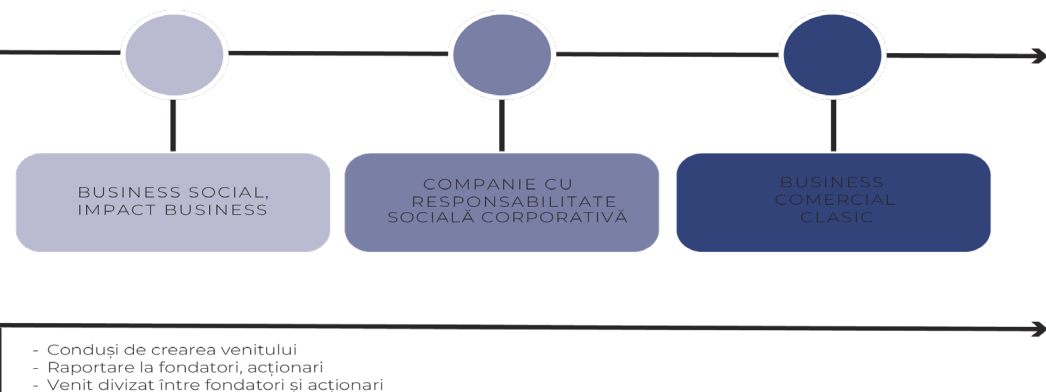 BUSINESS SOCIAL,
IMPACT BUSINESS
COMPANIE CU
RESPONSABILITATE
SOCIALĂ CORPORATIVĂ
BUSINESS
COMERCIAL
CLASIC
- Conduși de crearea venitului
- Raportare la fondatori, acționari
- Venit divizat între fondatori și acționari